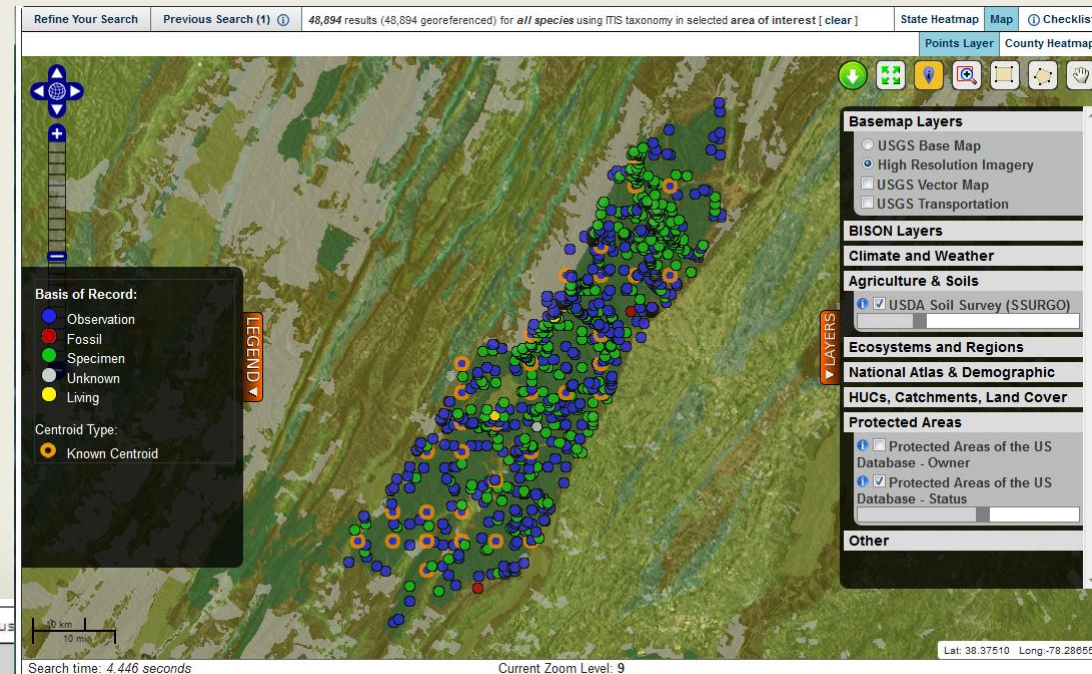 Refine Your Search Previous Search (1) 48,894 results (48,894 georeferenced) for all species using ITIS taxonomy in selected area of interest [ clear ] State Heatmap Map Checklist
Points Layer County Heatmap
Basemap Layers
USGS Base Map
High Resolution Imagery
USGS Vector Map
USGS Transportation
BISON Layers
Climate and Weather
Agriculture & Soils
USDA Soil Survey (SSURGO)
Ecosystems and Regions
National Atlas & Demographic
HUCs, Catchments, Land Cover
Protected Areas
Protected Areas of the US
Database - Owner
Protected Areas of the US
Database - Status
Other
LAYERS
Basis of Record:
Observation
Fossil
Specimen
Unknown
Living
Centroid Type:
Known Centroid
LEGEND
10 km
10 mi
Lat: 38.37510 Long:-78.28655
Search time: 4.446 seconds Current Zoom Level: 9